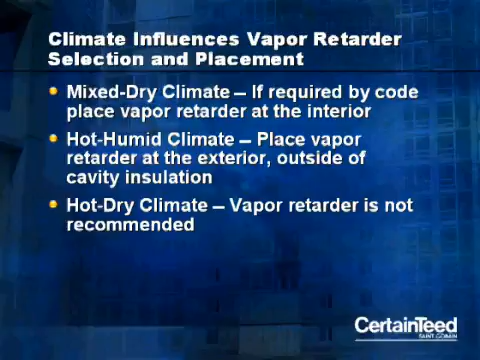 Climate Influences Vapor Retarder
Selection and Placement
Mixed-Dry Climate – If required by code
place vapor retarder at the interior
Hot-Humid Climate – Place vapor
retarder at the exterior, outside of
cavity insulation
Hot-Dry Climate – Vapor retarder is not
recommended
CertainTeed
SAINT-GOBAIN